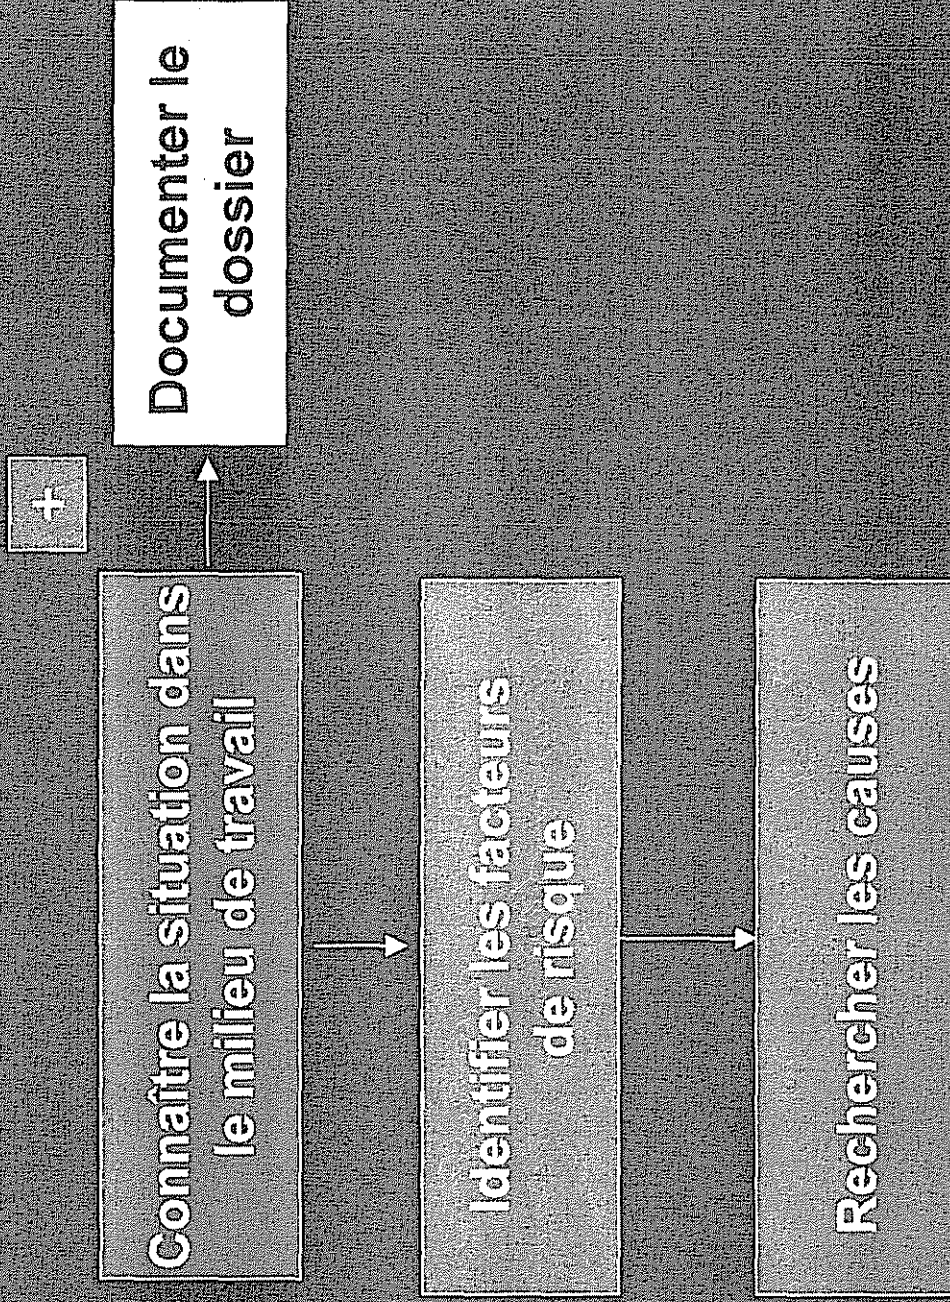 Connaître la situation dans
le milieu de travail
+
Documenter le
dossier
Identifier les facteurs
de risque
Rechercher les causes